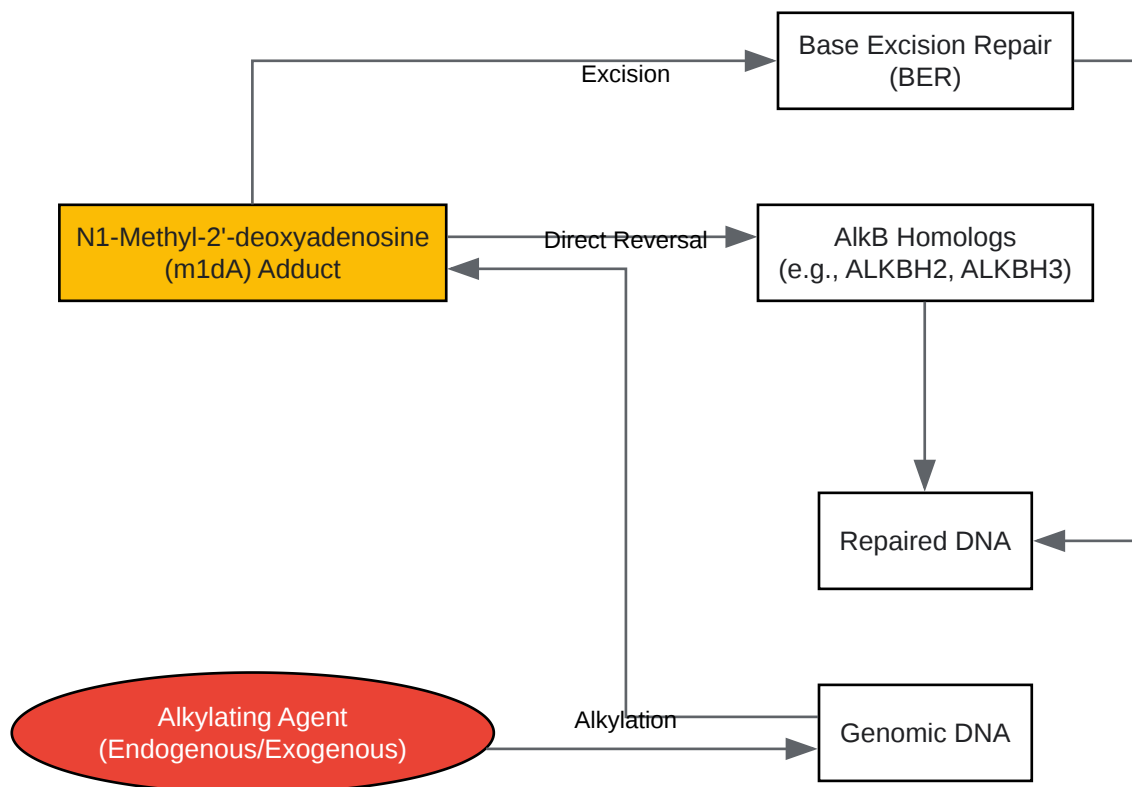 Base Excision Repair
(BER)
Excision
N1-Methyl-2'-deoxyadenosine
(m1dA) Adduct
Direct Reversal
AlkB Homologs
(e.g., ALKBH2, ALKBH3)
Repaired DNA
Alkylating Agent
(Endogenous/Exogenous)
Alkylation
Genomic DNA